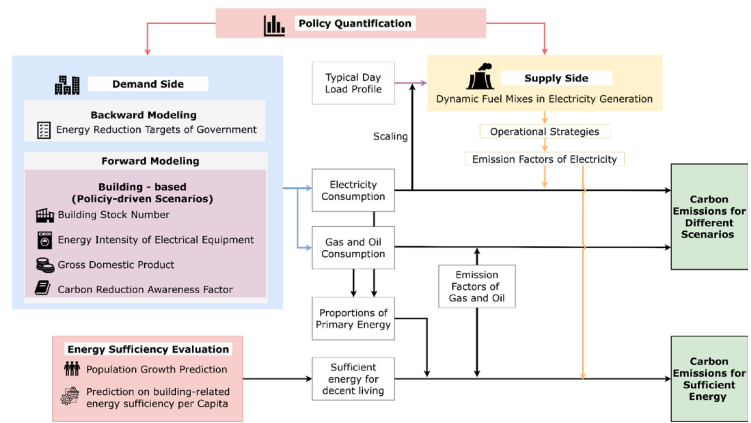 Policy Quantification
Demand Side
Backward Modeling
Energy Reduction Targets of Government
Forward Modeling
Building - based
(Policiy-driven Scenarios)
Building Stock Number
Energy Intensity of Electrical Equipment
Gross Domestic Product
Carbon Reduction Awareness Factor
Typical Day
Load Profile
Supply Side
Dynamic Fuel Mixes in Electricity Generation
Operational Strategies
Scaling
Emission Factors of Electricity
Electricity
Consumption
Gas and Oil
Consumption
Emission
Factors of
Gas and Oil
Proportions of
Primary Energy
Carbon
Emissions for
Different
Scenarios
Energy Sufficiency Evaluation
Population Growth Prediction
Prediction on building-related
energy sufficiency per Capita
Sufficient
energy for
decent living
Carbon
Emissions for
Sufficient
Energy